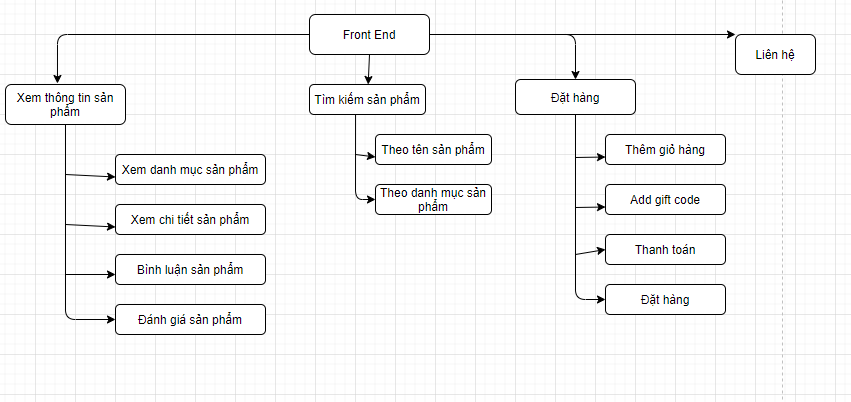 Front End
Liên hệ
Xem thông tin sản
phẩm
Tìm kiếm sản phẩm
Đặt hàng
Xem danh mục sản phẩm
Xem chi tiết sản phẩm
Bình luận sản phẩm
Đánh giá sản phẩm
Theo tên sản phẩm
Theo danh mục sản
phẩm
Thêm giỏ hàng
Add gift code
Thanh toán
Đặt hàng